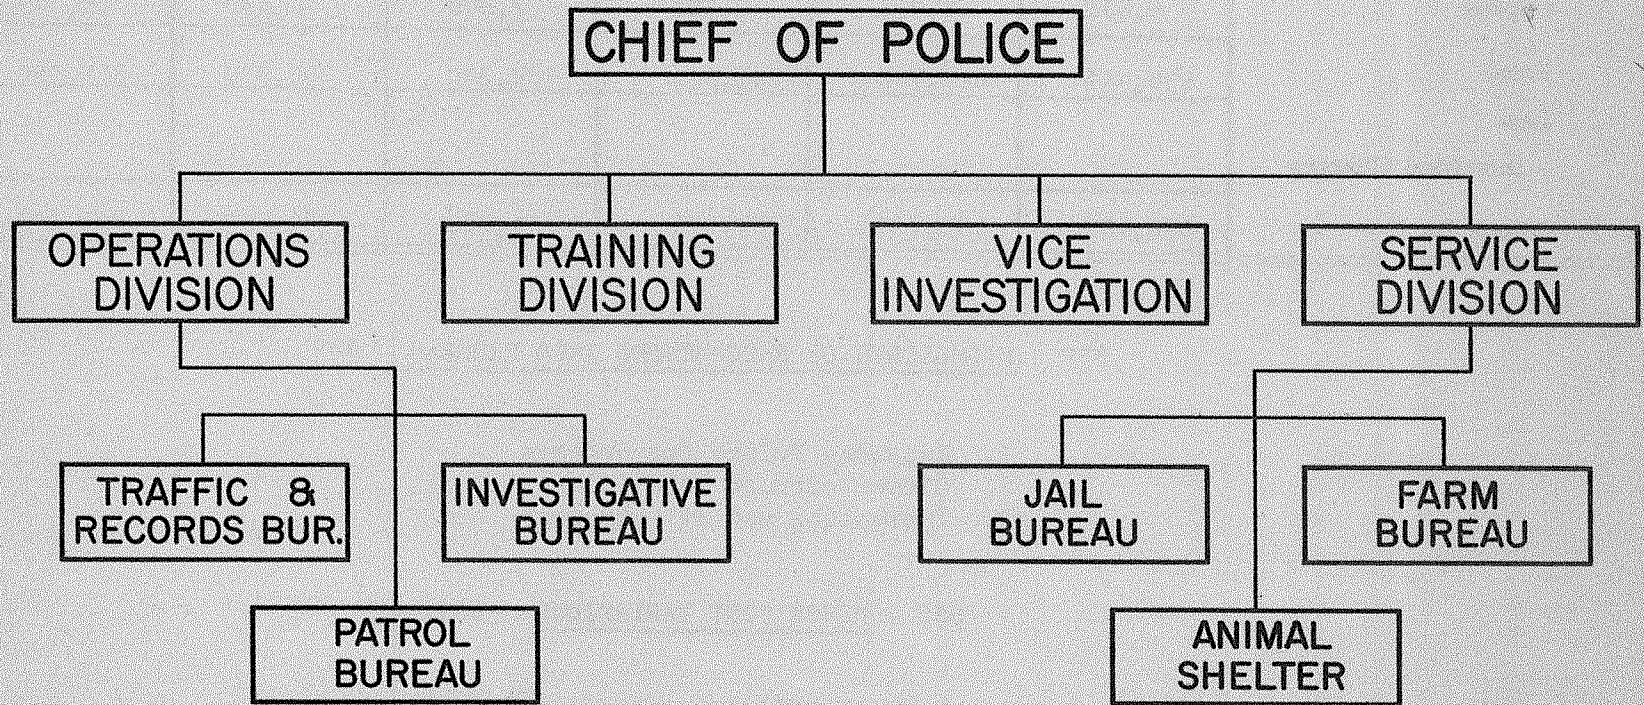 CHIEF OF POLICE
OPERATIONS
DIVISION
TRAINING
DIVISION
VICE
INVESTIGATION
SERVICE
DIVISION
TRAFFIC &
RECORDS BUR.
INVESTIGATIVE
BUREAU
JAIL
BUREAU
FARM
BUREAU
PATROL
BUREAU
ANIMAL
SHELTER